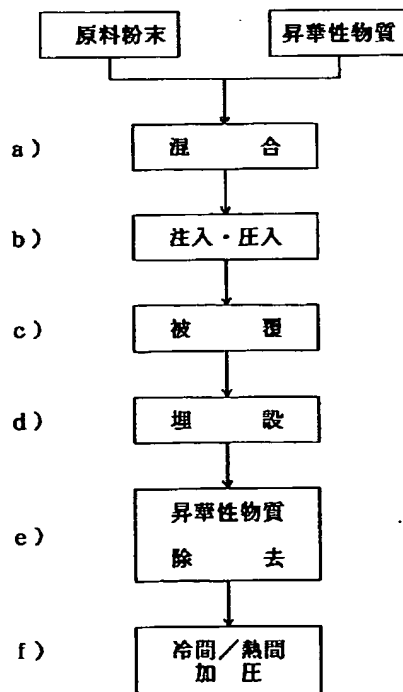 原料粉末 昇華性物質
a) 混 合
b) 注入・圧入
c) 被 覆
d) 埋 設
昇華性物質
e)
除 去
f) 冷間/熱間
加 圧